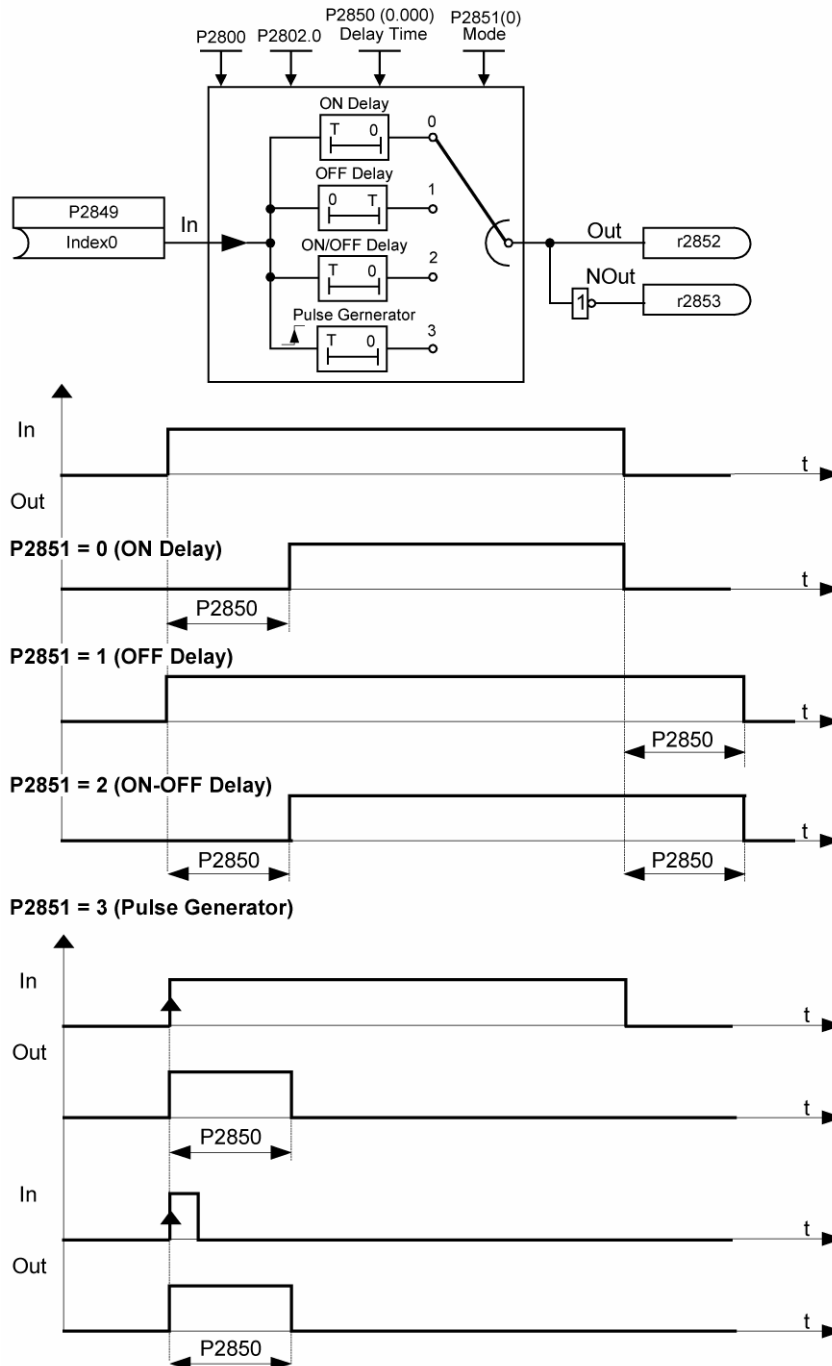 P2800 P2802.0 P2850 (0.000) P2851(0)
Delay Time Mode
ON Delay
T 0
0
OFF Delay
0 T
1
ON/OFF Delay
T 0
2
Pulse Gernerator
T 0
3
P2849
Index0
In
Out
r2852
NOut
1
r2853
In
t
Out
P2851 = 0 (ON Delay)
t
P2850
P2851 = 1 (OFF Delay)
t
P2850
P2851 = 2 (ON-OFF Delay)
t
P2850 P2850
P2851 = 3 (Pulse Generator)
In
t
Out
t
P2850
In
t
Out
t
P2850